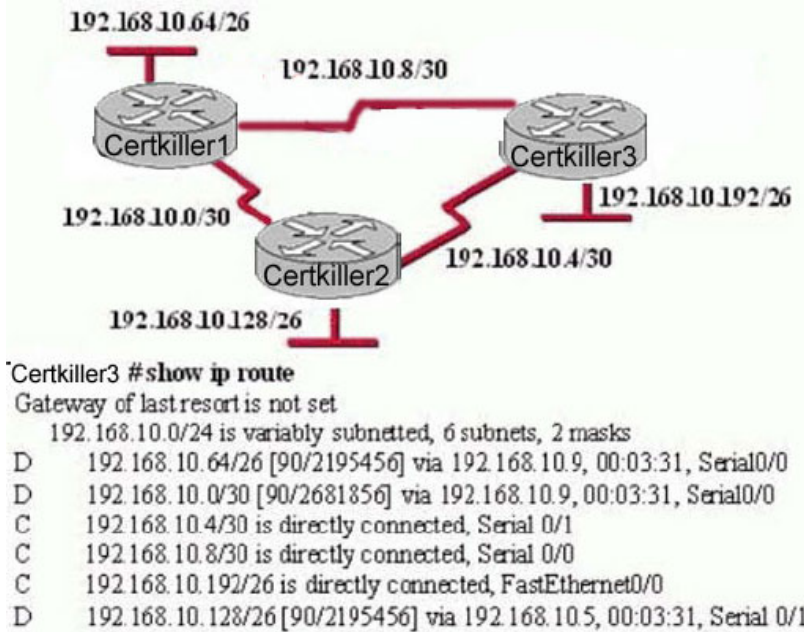 192.168.10.64/26
192.168.10.8/30
Certkiller1
Certkiller3
192.168.10.192/26
192.168.10.0/30
192.168.10.4/30
Certkiller2
192.168.10.128/26
Certkiller3 #show ip route
Gateway of last resort is not set
192.168.10.0/24 is variably subnetted, 6 subnets, 2 masks
D 192.168.10.64/26 [90/2195456] via 192.168.10.9, 00:03:31, Serial0/0
D 192.168.10.0/30 [90/2681856] via 192.168.10.9, 00:03:31, Serial0/0
C 192.168.10.4/30 is directly connected, Serial 0/1
C 192.168.10.8/30 is directly connected, Serial 0/0
C 192.168.10.192/26 is directly connected, FastEthernet0/0
D 192.168.10.128/26 [90/2195456] via 192.168.10.5, 00:03:31, Serial 0/1